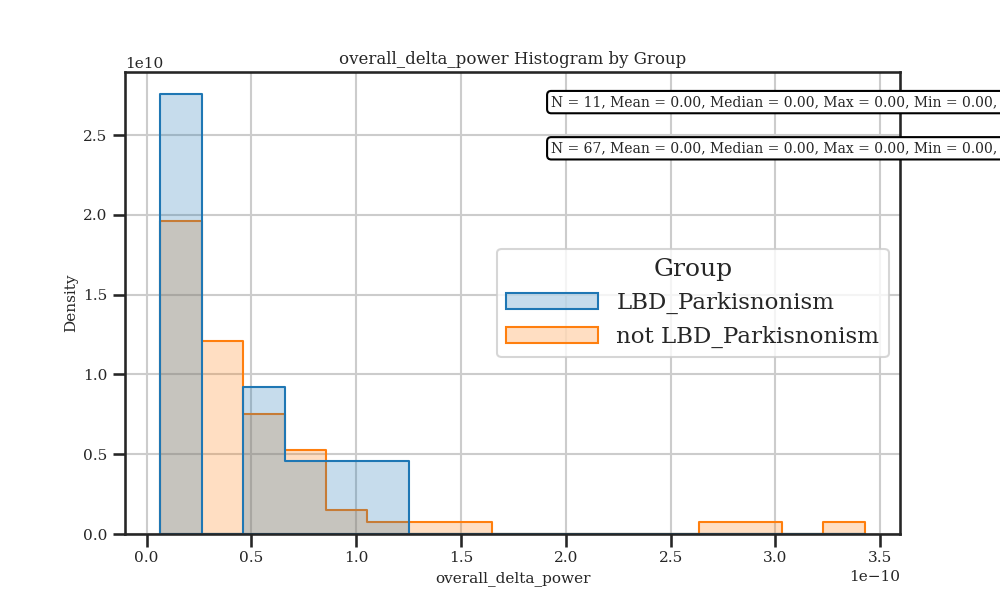 overall_delta_power Histogram by Group
1e10
N = 11, Mean = 0.00, Median = 0.00, Max = 0.00, Min = 0.00,
N = 67, Mean = 0.00, Median = 0.00, Max = 0.00, Min = 0.00,
2.5
2.0
1.5
1.0
0.5
0.0
Density
Group
LBD_Parkisnonism
not LBD_Parkisnonism
0.0 0.5 1.0 1.5 2.0 2.5 3.0 3.5
1e−10
overall_delta_power